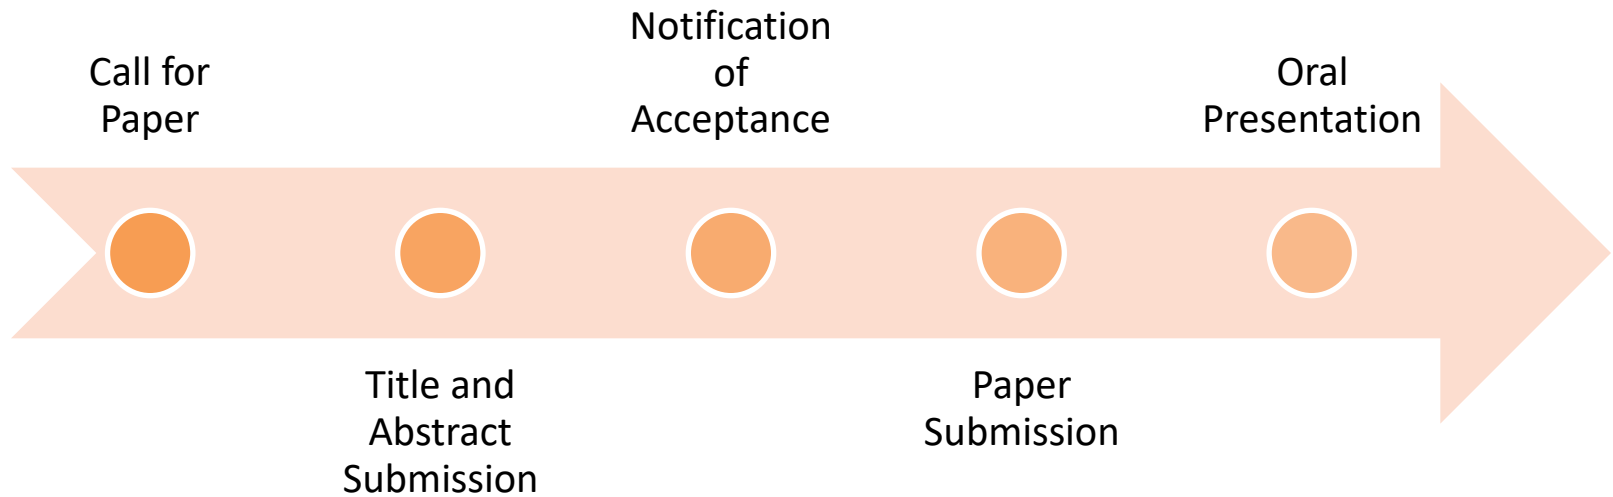 Call for
Paper
Title and
Abstract
Submission
Notification
of
Acceptance
Paper
Submission
Oral
Presentation